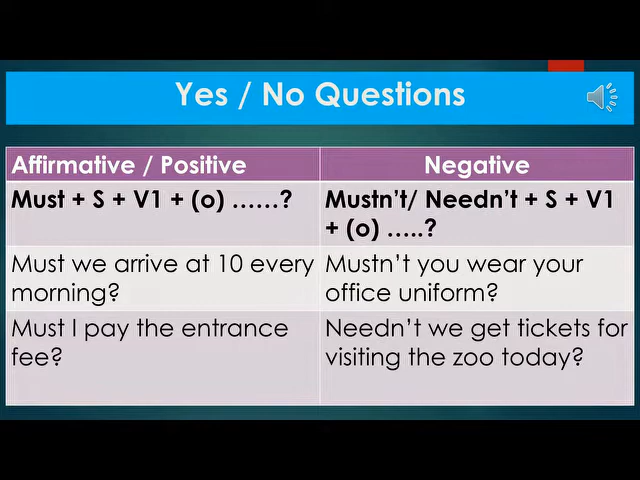 Yes / No Questions
Affirmative / Positive
Negative
Must + S + V1 + (o) ……?
Mustn’t/ Needn’t + S + V1
+ (o) …..?
Must we arrive at 10 every
morning?
Mustn’t you wear your
office uniform?
Must I pay the entrance
fee?
Needn’t we get tickets for
visiting the zoo today?